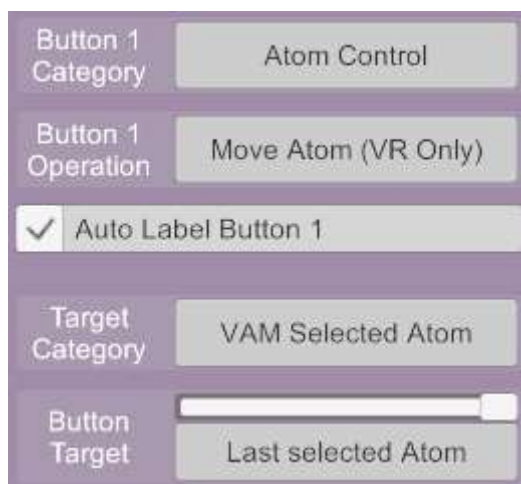 Button 1
Category
Atom Control
Button 1
Operation
Move Atom (VR Only)
Auto Label Button 1
Target
Category
VAM Selected Atom
Button
Target
Last selected Atom